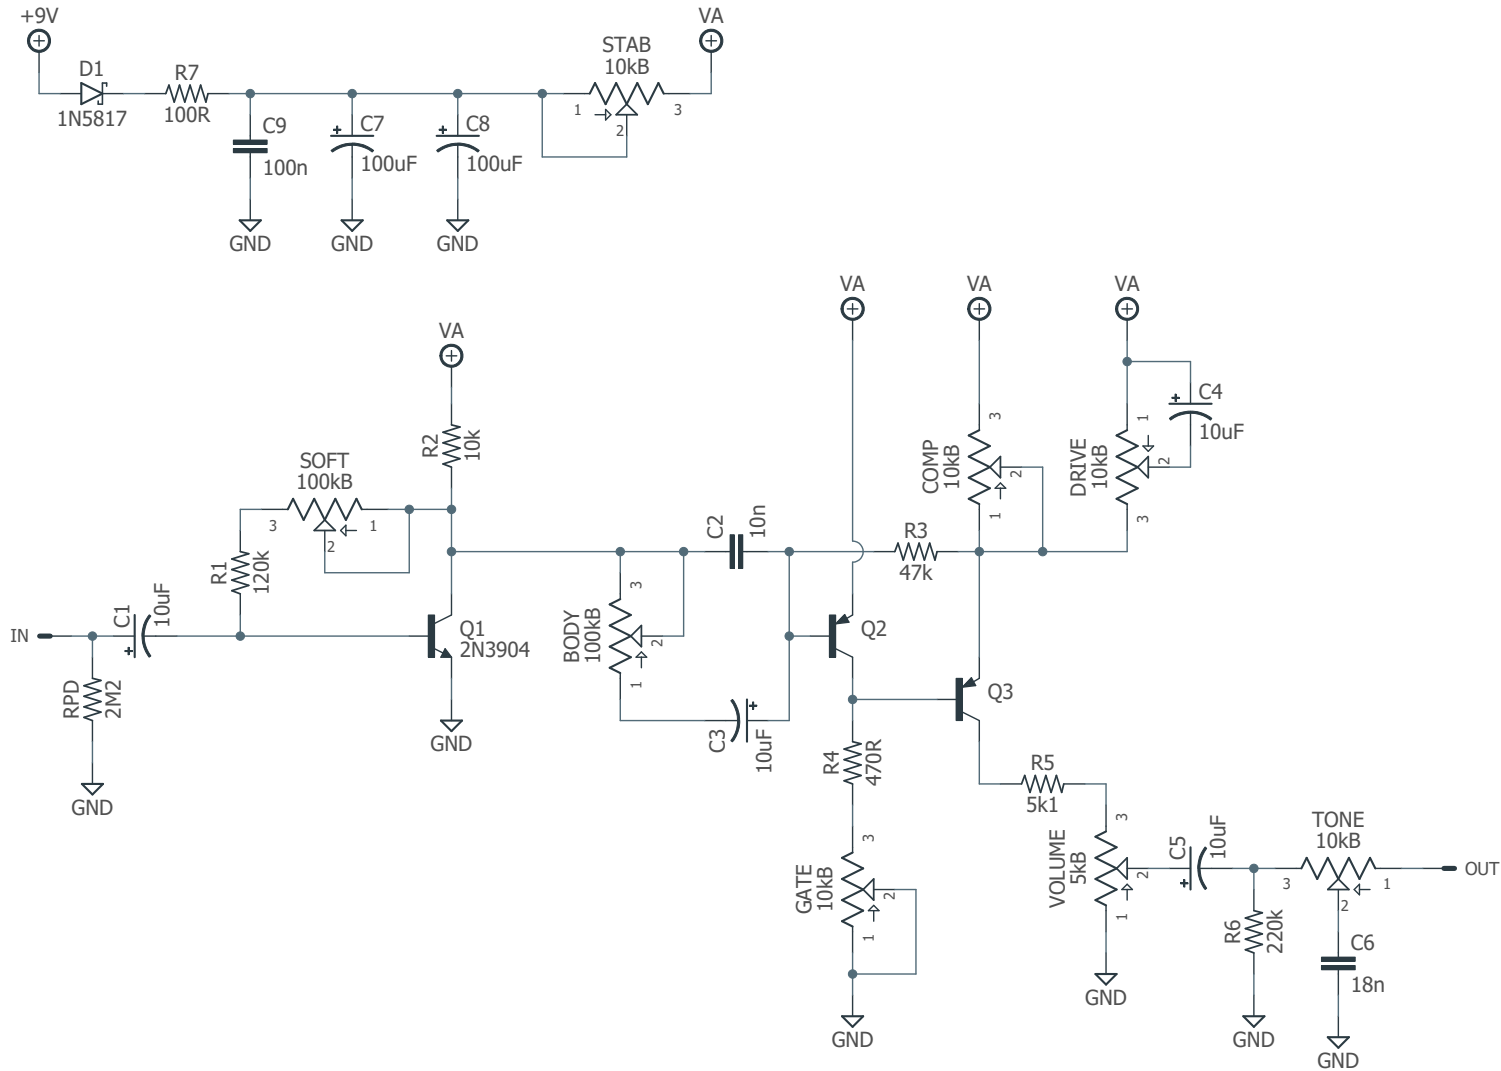 +9V
D1
1N5817
R7
100R
C9
100n
GND
C7
100uF
GND
C8
100uF
GND
STAB
10kB
1
2
3
VA
VA
R2
10k
SOFT
100kB
3
2
1
R1
120k
IN
C1
10uF
RPD
2M2
GND
Q1
2N3904
GND
BODY
100kB
3
2
1
C2
10n
C3
10uF
VA
Q2
R3
47k
VA
COMP
10kB
3
2
1
VA
DRIVE
10kB
1
2
3
C4
10uF
Q3
R4
470R
GATE
10kB
3
2
1
GND
R5
5k1
VOLUME
5kB
3
2
1
GND
C5
10uF
R6
220k
GND
TONE
10kB
3
2
1
C6
18n
GND
OUT